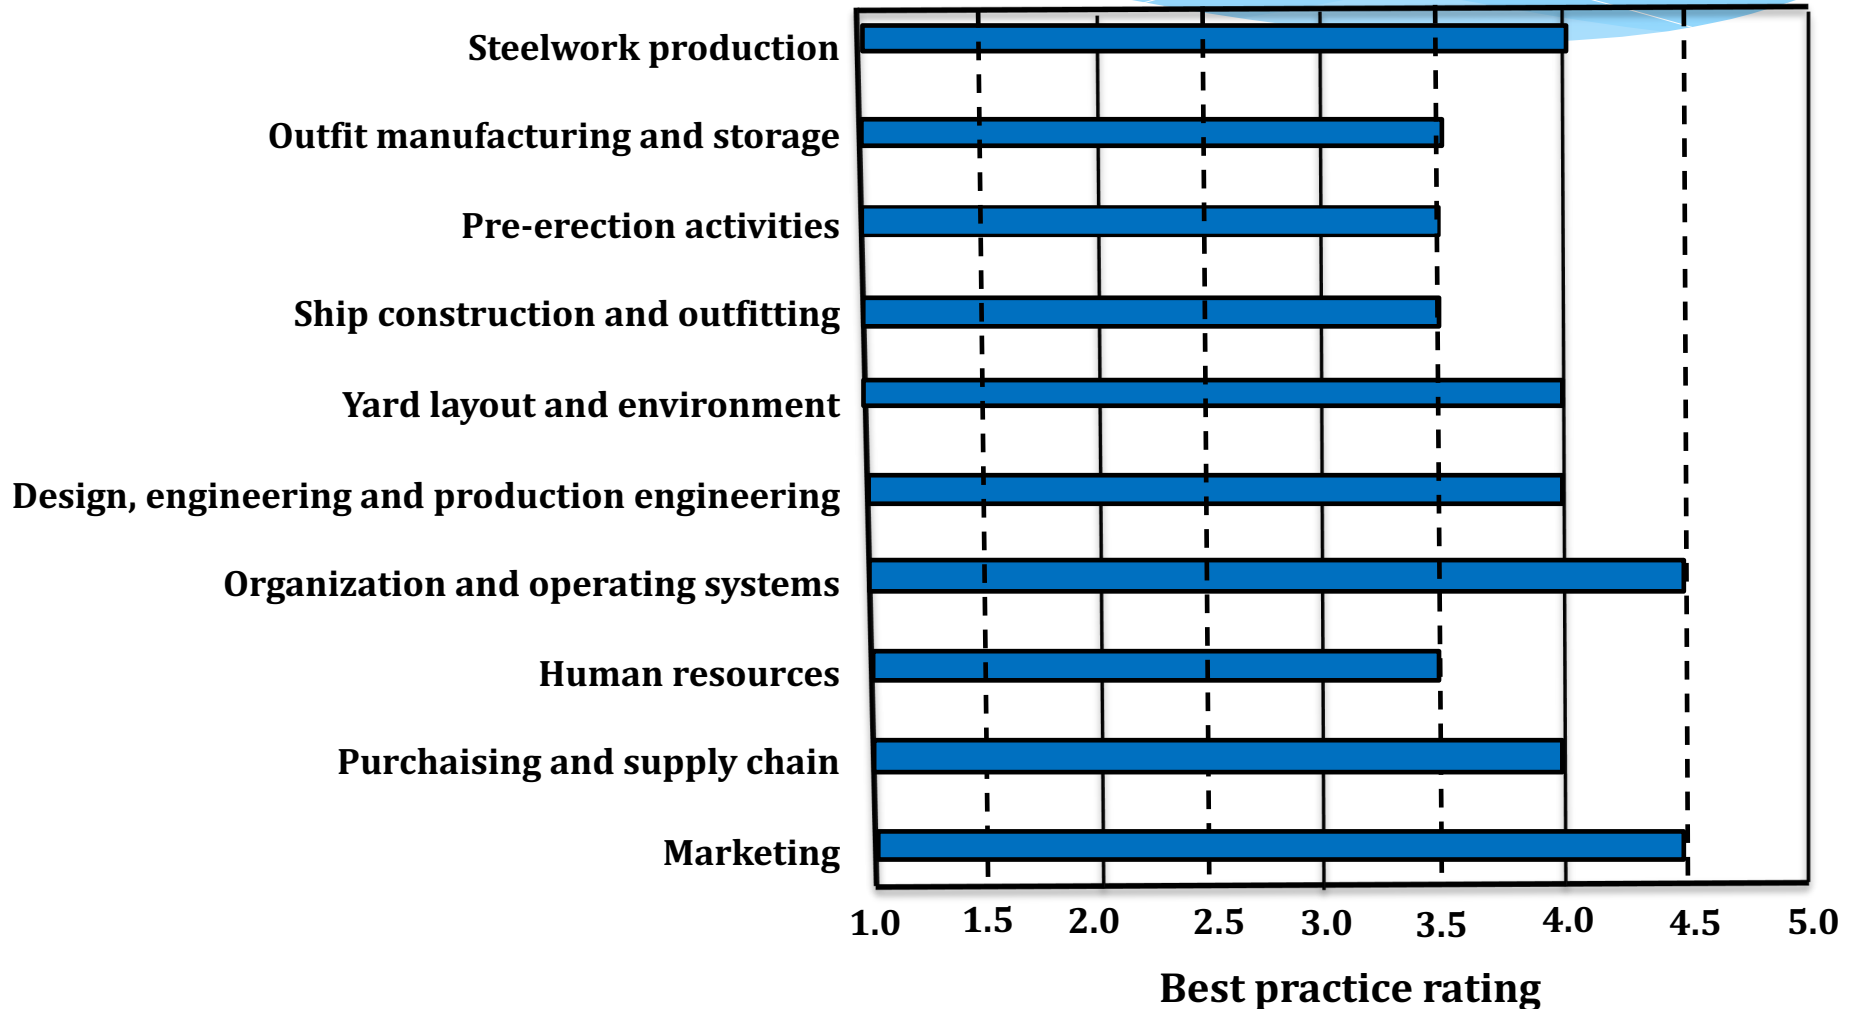 Steelwork production
Outfit manufacturing and storage
Pre-erection activities
Ship construction and outfitting
Yard layout and environment
Design, engineering and production engineering
Organization and operating systems
Human resources
Purchaising and supply chain
Marketing
1.0 1.5 2.0 2.5 3.0 3.5 4.0 4.5 5.0
Best practice rating